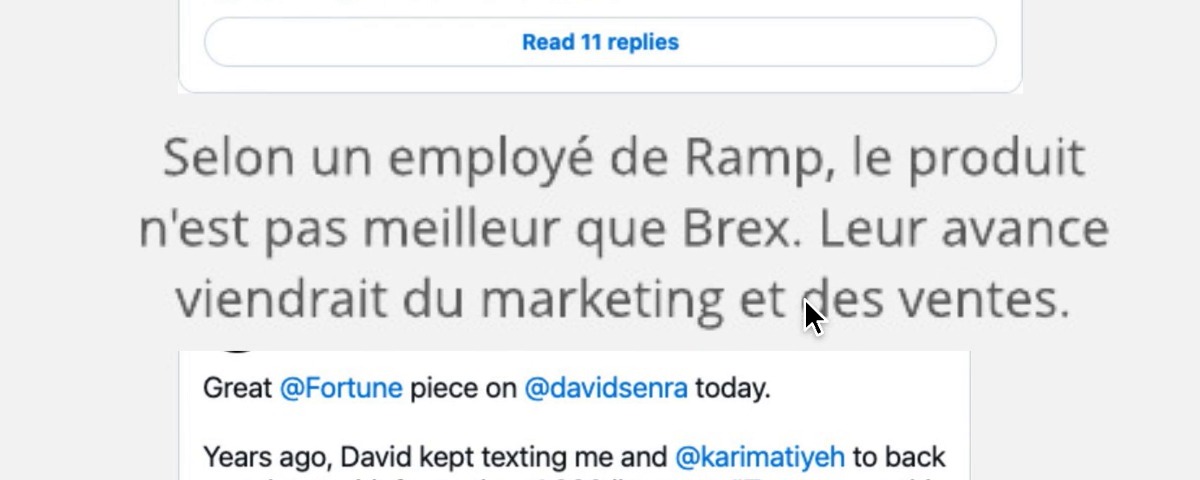 Read 11 replies
Selon un employé de Ramp, le produit
n'est pas meilleur que Brex. Leur avance
viendrait du marketing et des ventes.
Great @Fortune piece on @davidsenra today.
Years ago, David kept texting me and @karimatiyeh to back